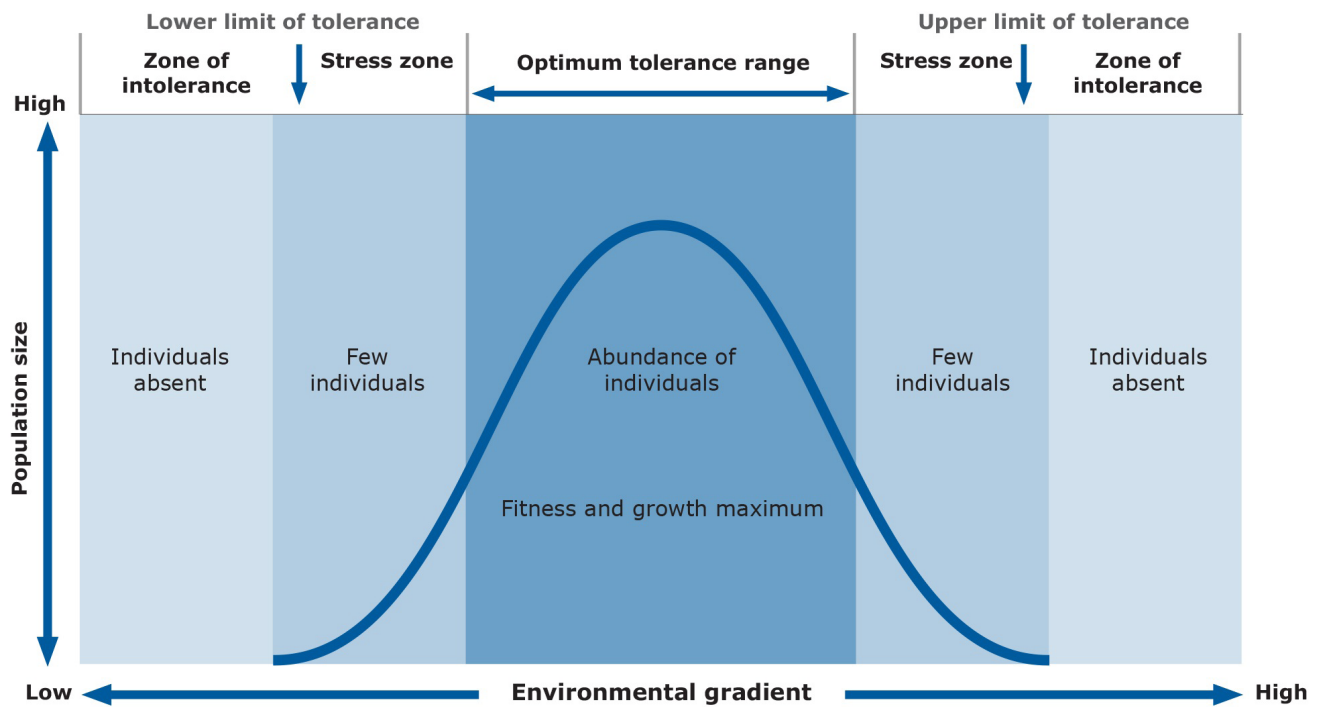 Lower limit of tolerance
Upper limit of tolerance
Zone of
intolerance
Stress zone
Optimum tolerance range
Stress zone
Zone of
intolerance
High
Population size
Individuals
absent
Few
individuals
Abundance of
individuals
Few
individuals
Individuals
absent
Fitness and growth maximum
Low
Environmental gradient
High